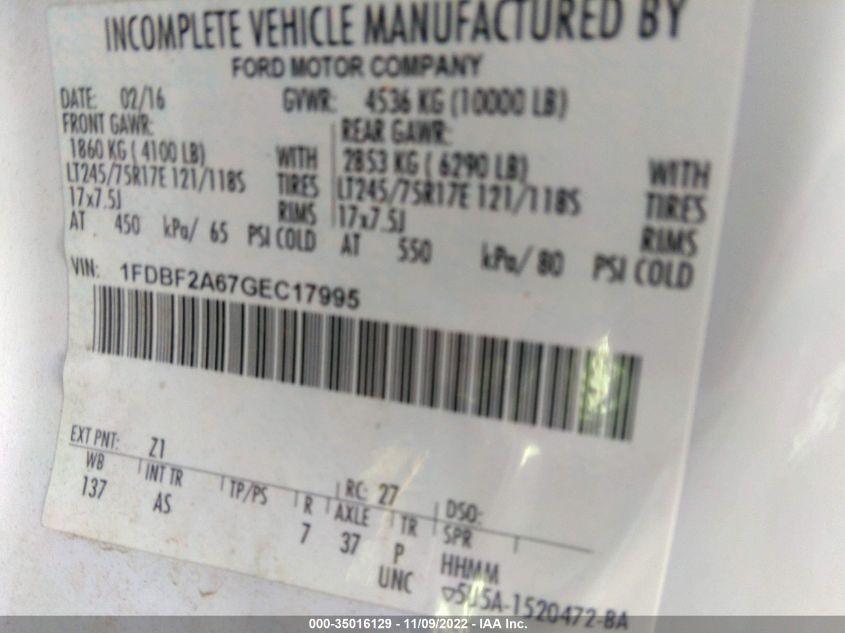 INCOMPLETE VEHICLE MANUFACTURED BY
FORD MOTOR COMPANY
DATE: 02/16 GVWR: 4536 KG (10000 LB)
FRONT GAWR: REAR GAWR:
1860 KG ( 4100 LB) WITH 2853 KG ( 6290 LB) WITH
LT245/75R17E 121/118S TIRES LT245/75R17E 121/118S TIRES
17x7.5J RIMS 17x7.5J RIMS
AT 450 kPa/ 65 PSI COLD AT 550 kPa/ 80 PSI COLD
VIN: 1FDBF2A67GEC17995
EXT PNT: Z1 RC: 27 DSO:
WB INT TR TP/PS R AXLE TR SPR
137 AS 7 37 P HHMM
UNC ▽5U5A-1520472-BA
000-35016129 - 11/09/2022 - IAA Inc.